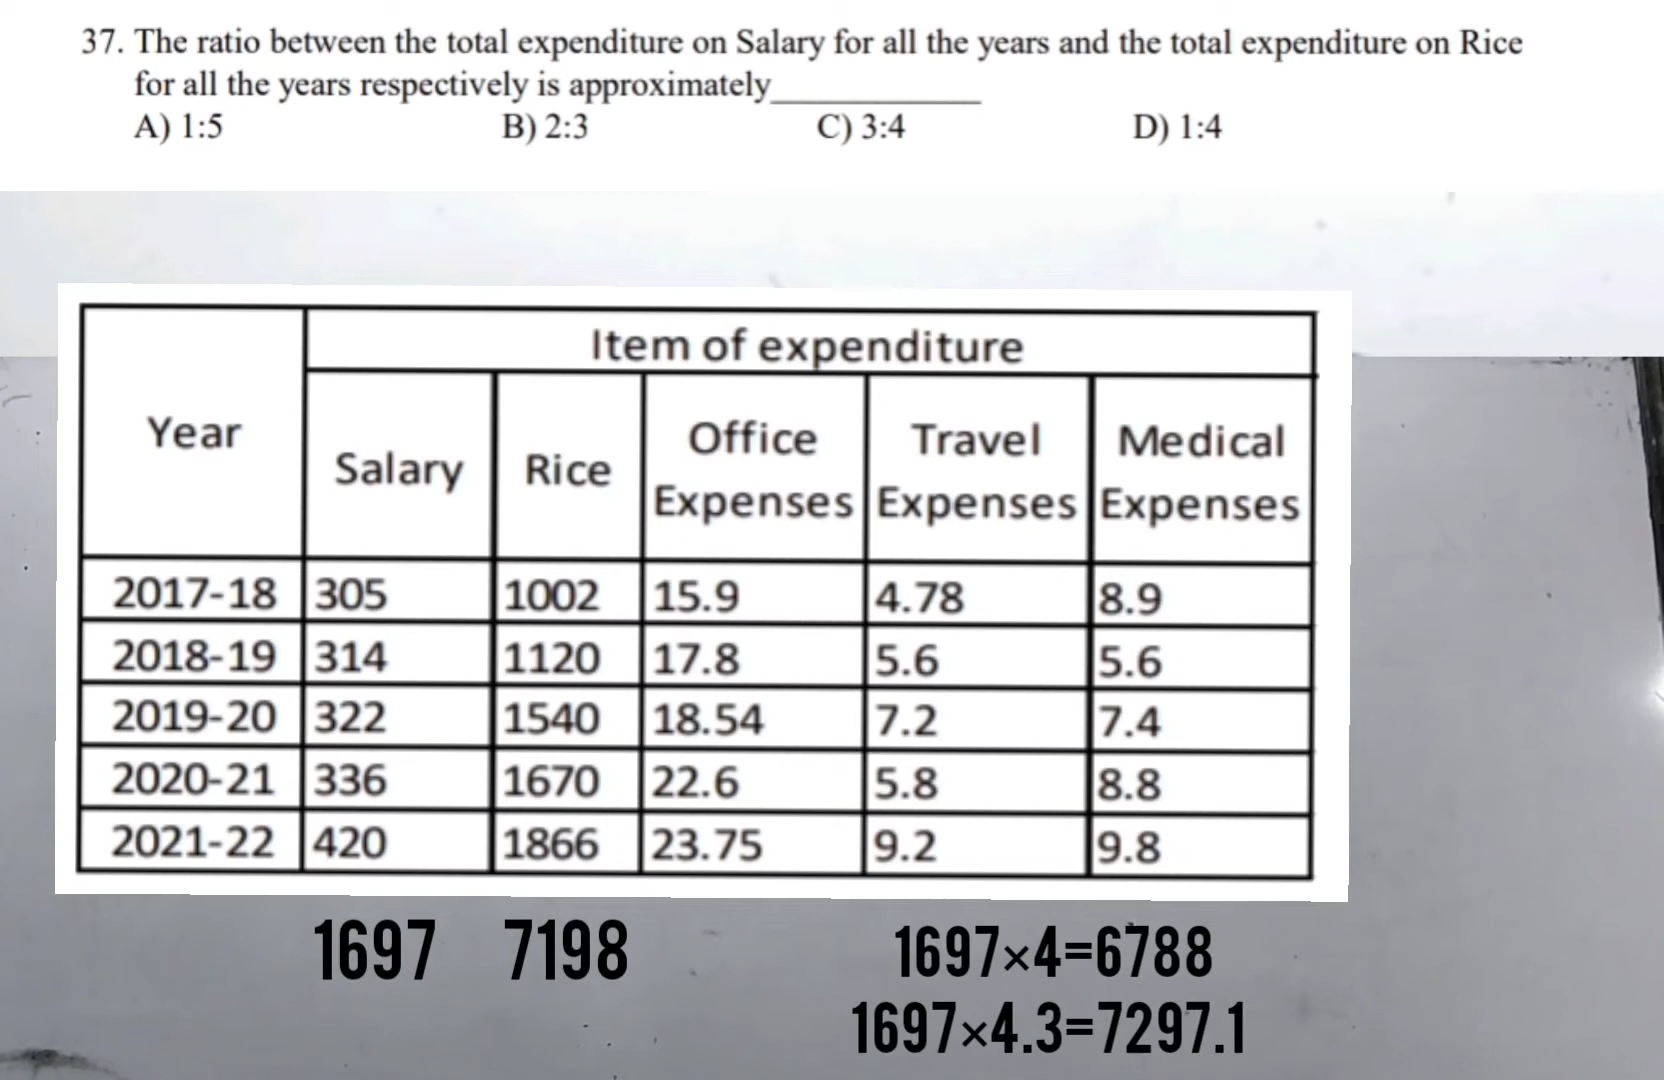 37. The ratio between the total expenditure on Salary for all the years and the total expenditure on Rice
for all the years respectively is approximately____________
A) 1:5 B) 2:3 C) 3:4 D) 1:4
Item of expenditure
Year Salary Rice Office Expenses Travel Expenses Medical Expenses
2017-18 305 1002 15.9 4.78 8.9
2018-19 314 1120 17.8 5.6 5.6
2019-20 322 1540 18.54 7.2 7.4
2020-21 336 1670 22.6 5.8 8.8
2021-22 420 1866 23.75 9.2 9.8
1697 7198 1697×4=6788
1697×4.3=7297.1